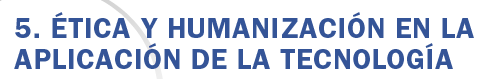 5. ÉTICA Y HUMANIZACIÓN EN LA
APLICACIÓN DE LA TECNOLOGÍA